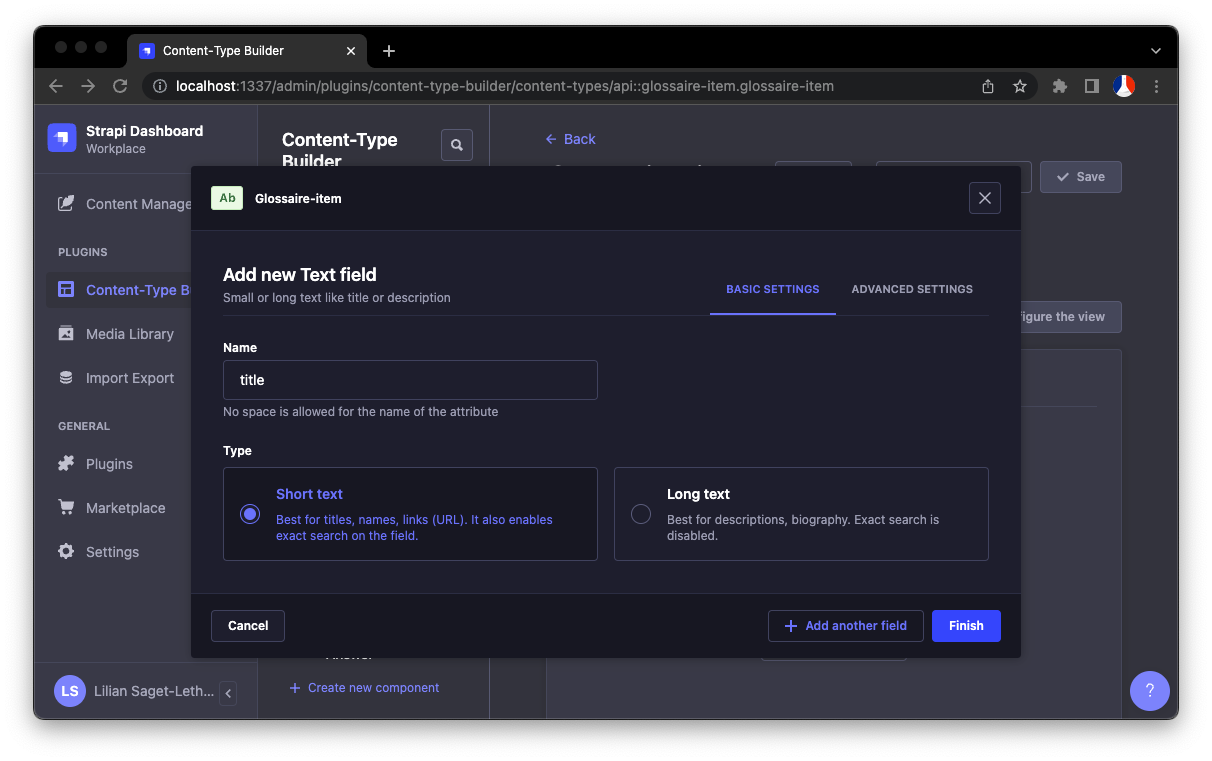 Content-Type Builder
localhost:1337/admin/plugins/content-type-builder/content-types/api::glossaire-item.glossaire-item
Strapi Dashboard
Workplace
Content-Type
Builder
Back
Save
Content Manage
PLUGINS
Content-Type B
Media Library
Import Export
GENERAL
Plugins
Marketplace
Settings
igure the view
Ab
Glossaire-item
Add new Text field
Small or long text like title or description
BASIC SETTINGS
ADVANCED SETTINGS
Name
title
No space is allowed for the name of the attribute
Type
Short text
Best for titles, names, links (URL). It also enables
exact search on the field.
Long text
Best for descriptions, biography. Exact search is
disabled.
Cancel
Add another field
Finish
Create new component
LS
Lilian Saget-Leth...
?